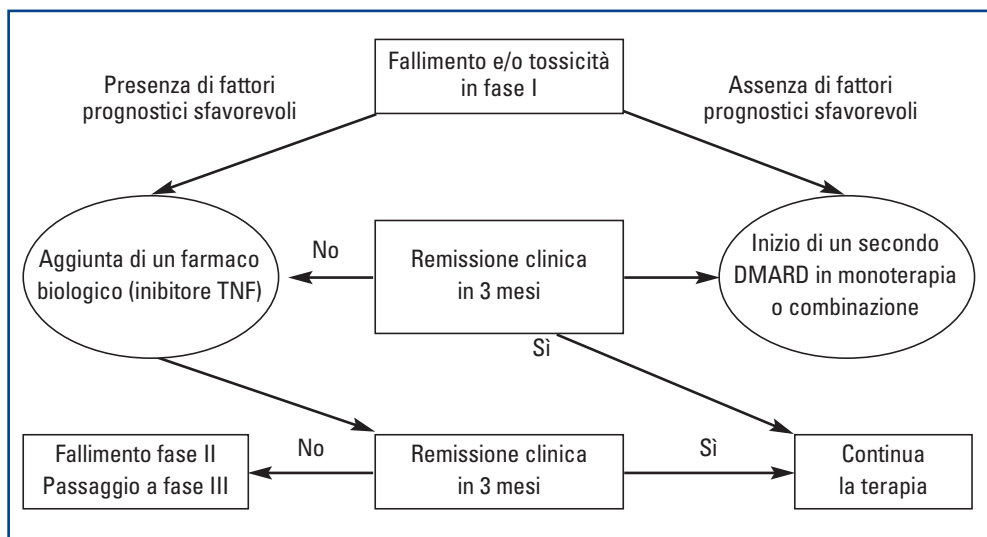 Fallimento e/o tossicità
in fase I
Presenza di fattori
prognostici sfavorevoli
Assenza di fattori
prognostici sfavorevoli
Aggiunta di un farmaco
biologico (inibitore TNF)
No
Remissione clinica
in 3 mesi
Inizio di un secondo
DMARD in monoterapia
o combinazione
Sì
Fallimento fase II
Passaggio a fase III
No
Remissione clinica
in 3 mesi
Sì
Continua
la terapia